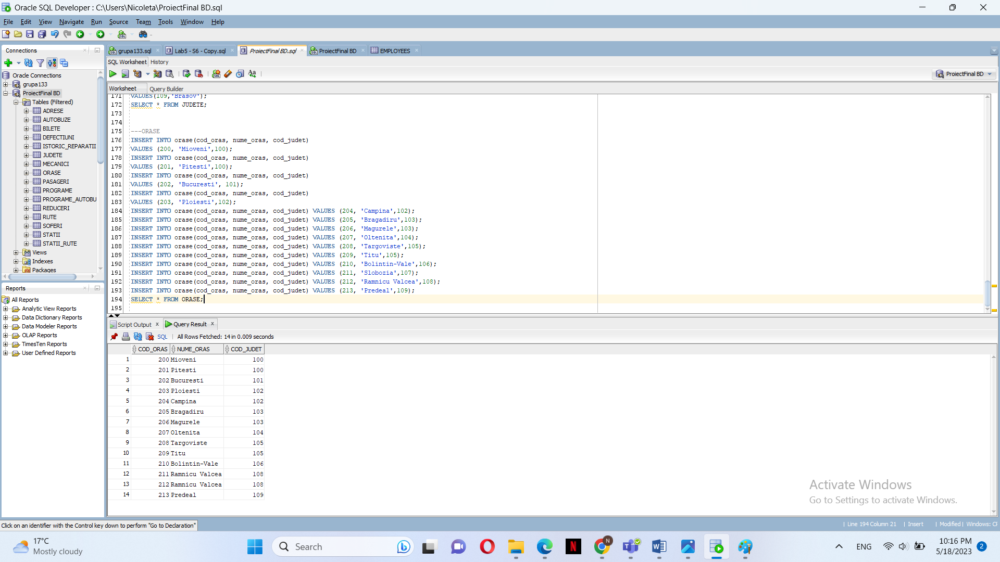 Oracle SQL Developer : C:\Users\Nicoleta\ProiectFinal BD.sql
File Edit View Navigate Run Source Team Tools Window Help
Connections
Oracle Connections
grupa133
ProiectFinal BD
Tables (Filtered)
ADRESE
AUTOBUZE
BILETE
DEFECTIUNI
ISTORIC_REPARATII
JUDETE
MECANICI
ORASE
PASAGERI
PROGRAME
PROGRAME_AUTOBU
REDUCERI
RUTE
SOFERI
STATII
STATII_RUTE
Views
Indexes
Packages
Reports
All Reports
Analytic View Reports
Data Dictionary Reports
Data Modeler Reports
OLAP Reports
TimesTen Reports
User Defined Reports
grupa133.sql Lab5 - S6 - Copy.sql ProiectFinal BD.sql ProiectFinal BD EMPLOYEES
SQL Worksheet History
ProiectFinal BD
Worksheet Query Builder
171 VALUES(109,'Brasov');
172 SELECT * FROM JUDETE;
173
174
175 ---ORASE
176 INSERT INTO orase(cod_oras, nume_oras, cod_judet)
177 VALUES (200, 'Mioveni',100);
178 INSERT INTO orase(cod_oras, nume_oras, cod_judet)
179 VALUES (201, 'Pitesti',100);
180 INSERT INTO orase(cod_oras, nume_oras, cod_judet)
181 VALUES (202, 'Bucuresti', 101);
182 INSERT INTO orase(cod_oras, nume_oras, cod_judet)
183 VALUES (203, 'Ploiesti',102);
184 INSERT INTO orase(cod_oras, nume_oras, cod_judet) VALUES (204, 'Campina',102);
185 INSERT INTO orase(cod_oras, nume_oras, cod_judet) VALUES (205, 'Bragadiru',103);
186 INSERT INTO orase(cod_oras, nume_oras, cod_judet) VALUES (206, 'Magurele',103);
187 INSERT INTO orase(cod_oras, nume_oras, cod_judet) VALUES (207, 'Oltenita',104);
188 INSERT INTO orase(cod_oras, nume_oras, cod_judet) VALUES (208, 'Targoviste',105);
189 INSERT INTO orase(cod_oras, nume_oras, cod_judet) VALUES (209, 'Titu',105);
190 INSERT INTO orase(cod_oras, nume_oras, cod_judet) VALUES (210, 'Bolintin-Vale',106);
191 INSERT INTO orase(cod_oras, nume_oras, cod_judet) VALUES (211, 'Slobozia',107);
192 INSERT INTO orase(cod_oras, nume_oras, cod_judet) VALUES (212, 'Ramnicu Valcea',108);
193 INSERT INTO orase(cod_oras, nume_oras, cod_judet) VALUES (213, 'Predeal',109);
194 SELECT * FROM ORASE;
195
Script Output Query Result
SQL All Rows Fetched: 14 in 0.009 seconds
COD_ORAS NUME_ORAS COD_JUDET
1 200 Mioveni 100
2 201 Pitesti 100
3 202 Bucuresti 101
4 203 Ploiesti 102
5 204 Campina 102
6 205 Bragadiru 103
7 206 Magurele 103
8 207 Oltenita 104
9 208 Targoviste 105
10 209 Titu 105
11 210 Bolintin-Vale 106
12 211 Ramnicu Valcea 108
13 212 Ramnicu Valcea 108
14 213 Predeal 109
Activate Windows
Go to Settings to activate Windows.
Click on an identifier with the Control key down to perform "Go to Declaration"
Line 194 Column 21 Insert Modified Windows: CF
17°C
Mostly cloudy
Search
N
ENG
10:16 PM
5/18/2023
2